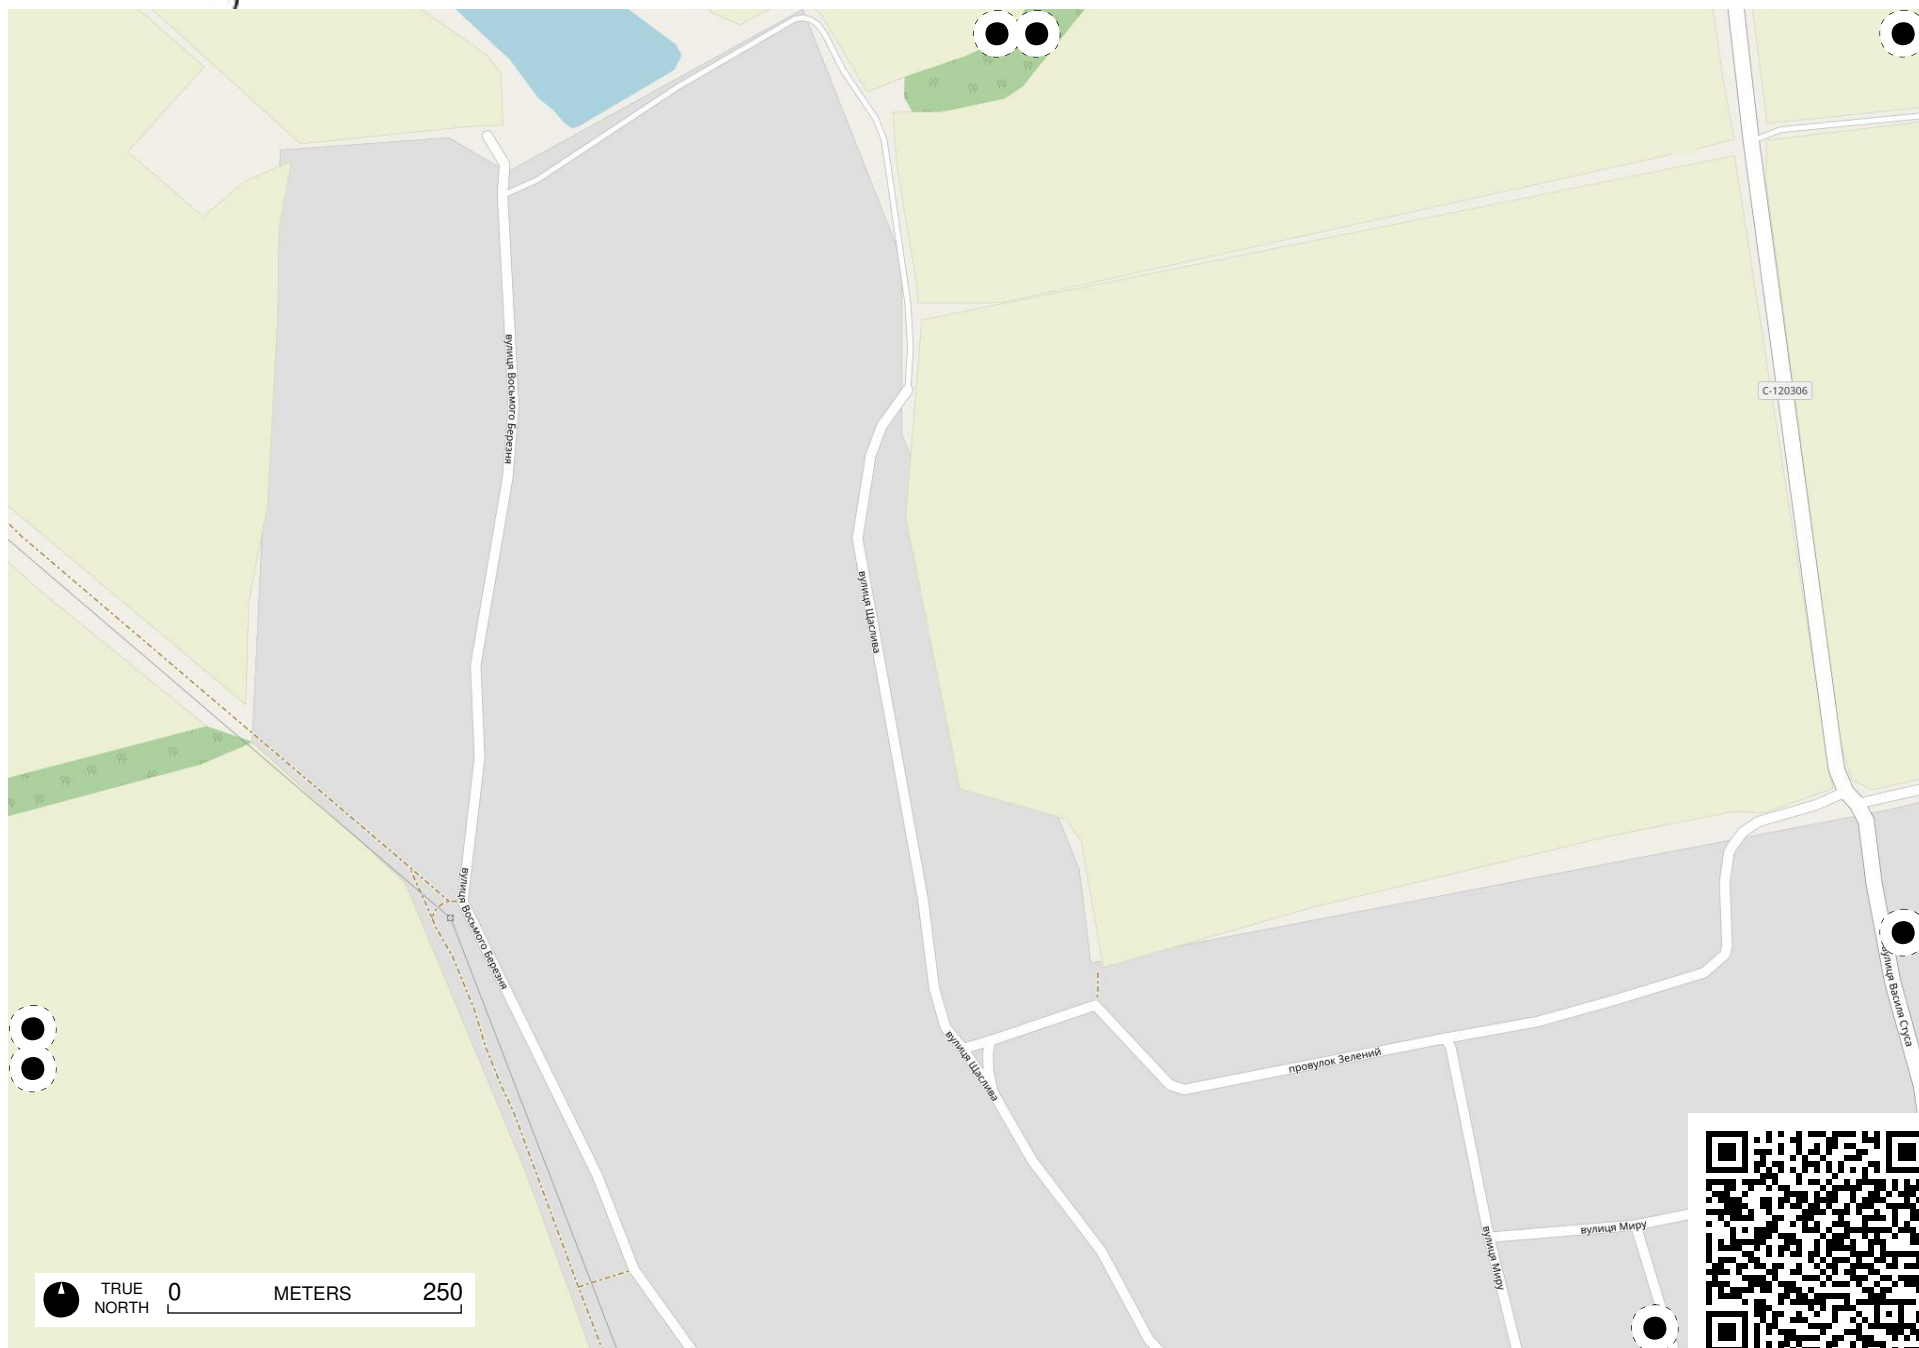 С-120306
вулиця Восьмого Березня
вулиця Щаслива
вулиця Восьмого Березня
вулиця Василя Стуса
вулиця Щаслива
провулок Зелений
вулиця Миру
вулиця Миру
TRUE NORTH
0 METERS 250